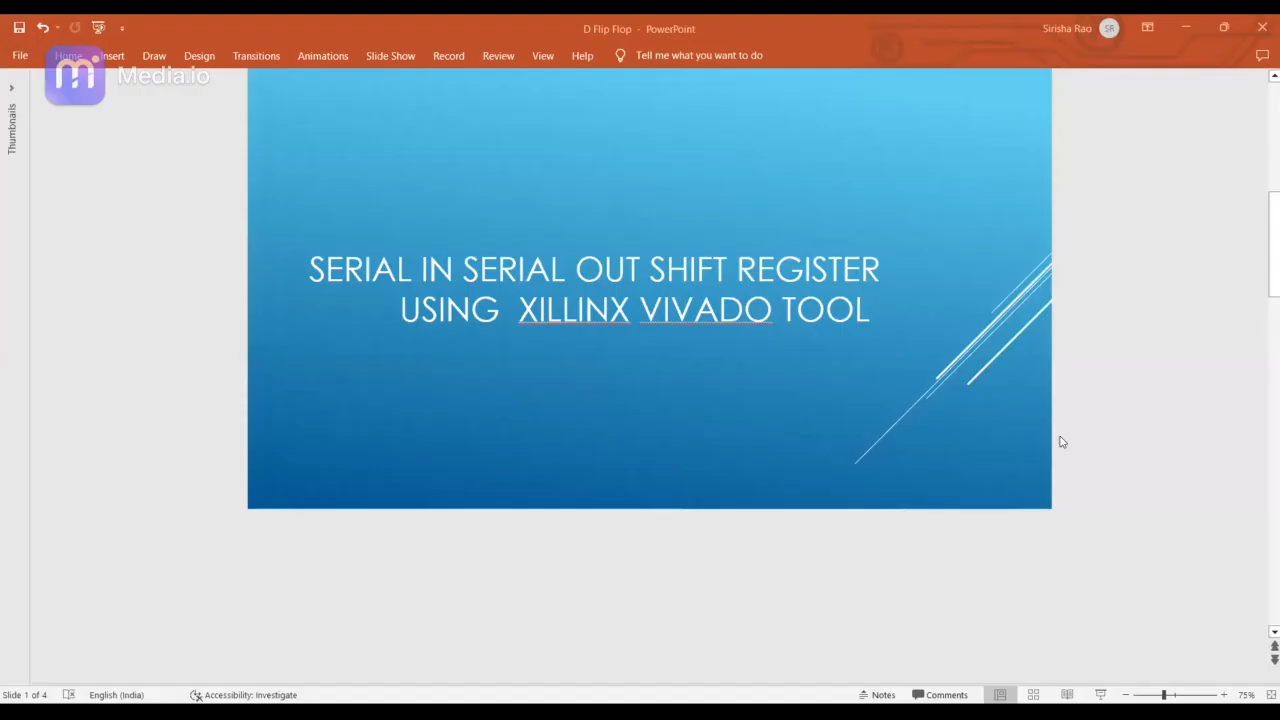 D Flip Flop - PowerPoint
Sirisha Rao SR
File Home Insert Draw Design Transitions Animations Slide Show Record Review View Help Tell me what you want to do
Media.io
Thumbnails
SERIAL IN SERIAL OUT SHIFT REGISTER
USING XILLINX VIVADO TOOL
Slide 1 of 4 English (India) Accessibility: Investigate Notes Comments 75%